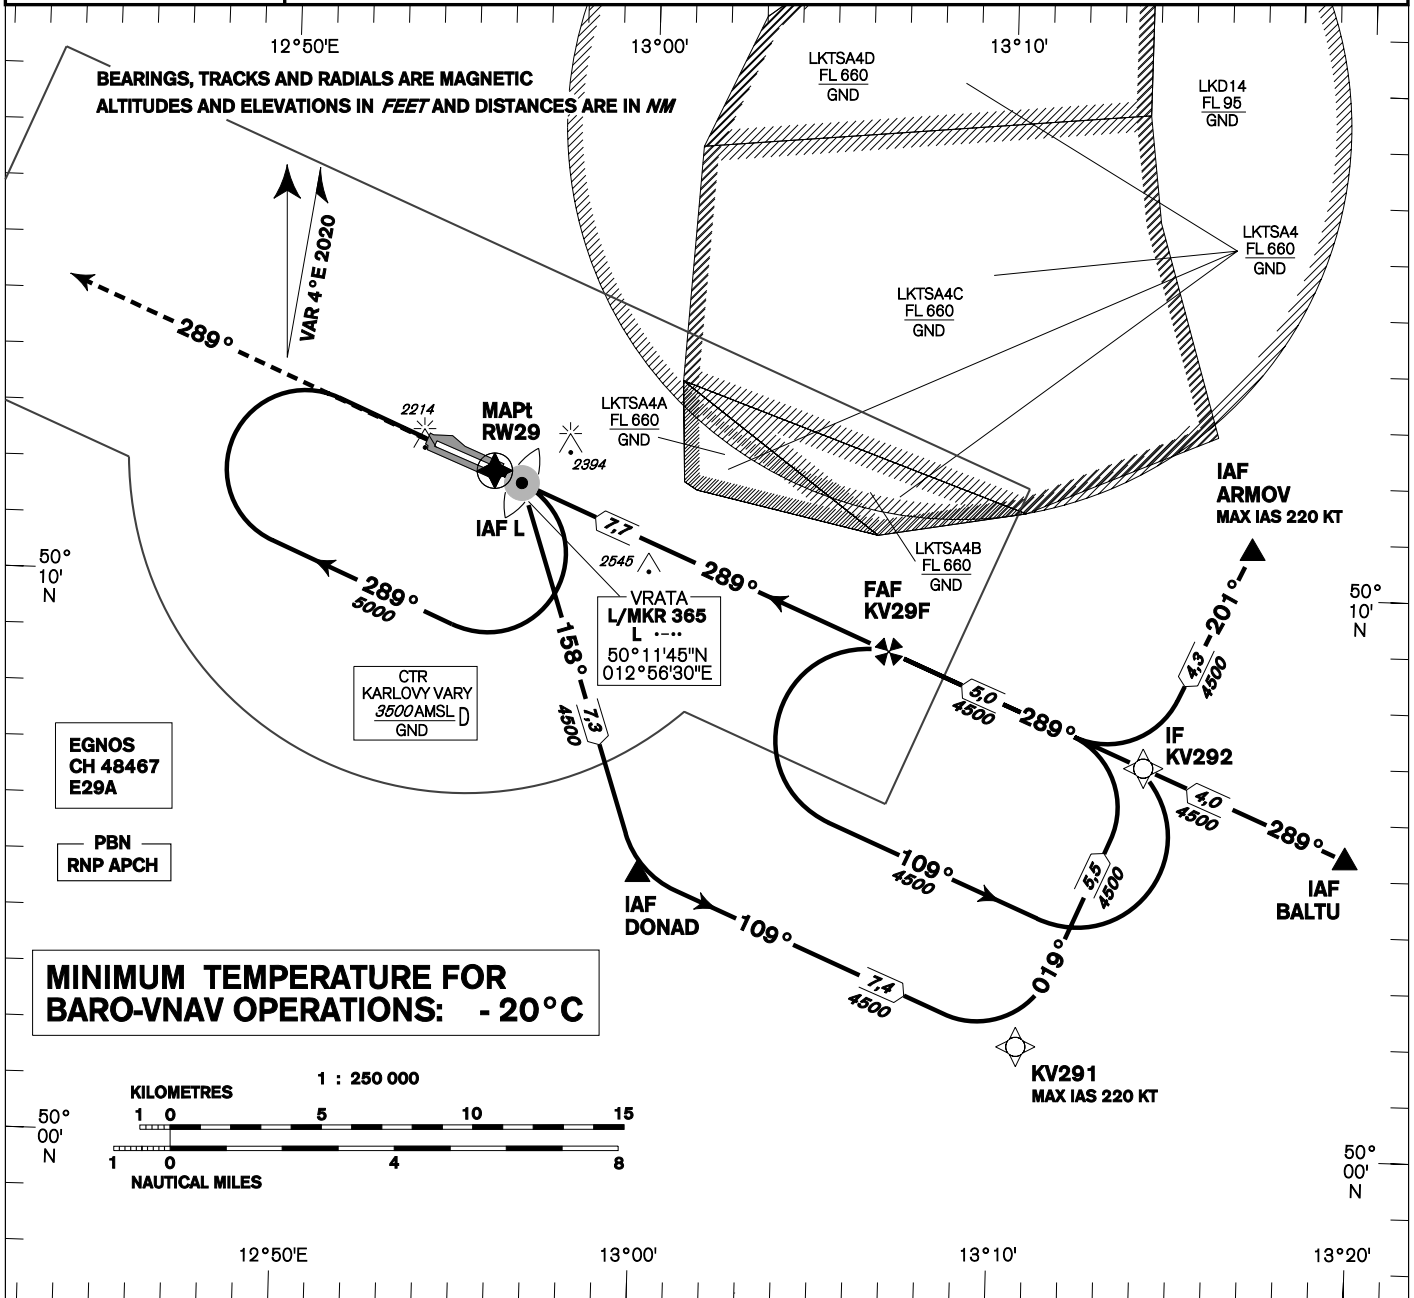 12°50'E
13°00'
13°10'
BEARINGS, TRACKS AND RADIALS ARE MAGNETIC
ALTITUDES AND ELEVATIONS IN FEET AND DISTANCES ARE IN NM
LKTSA4D
FL 660
GND
LKD14
FL 95
GND
VAR 4°E 2020
LKTSA4
FL 660
GND
LKTSA4C
FL 660
GND
289°
2214
MAPt
RW29
2394
LKTSA4A
FL 660
GND
IAF
ARMOV
MAX IAS 220 KT
IAF L
7,7
2545
289°
LKTSA4B
FL 660
GND
50°
10'
N
289°
5000
VRATA
L/MKR 365
L ·–··
50°11'45"N
012°56'30"E
FAF
KV29F
201°
50°
10'
N
158°
4,3
4500
CTR
KARLOVY VARY
3500 AMSL D
GND
7,3
4500
5,0
4500
289°
IF
KV292
EGNOS
CH 48467
E29A
4,0
4500
289°
PBN
RNP APCH
109°
4500
5,5
4500
IAF
BALTU
IAF
DONAD
109°
019°
MINIMUM TEMPERATURE FOR
BARO-VNAV OPERATIONS: - 20°C
7,4
4500
KV291
MAX IAS 220 KT
1 : 250 000
KILOMETRES
1 0 5 10 15
1 0 4 8
NAUTICAL MILES
50°
00'
N
50°
00'
N
12°50'E
13°00'
13°10'
13°20'